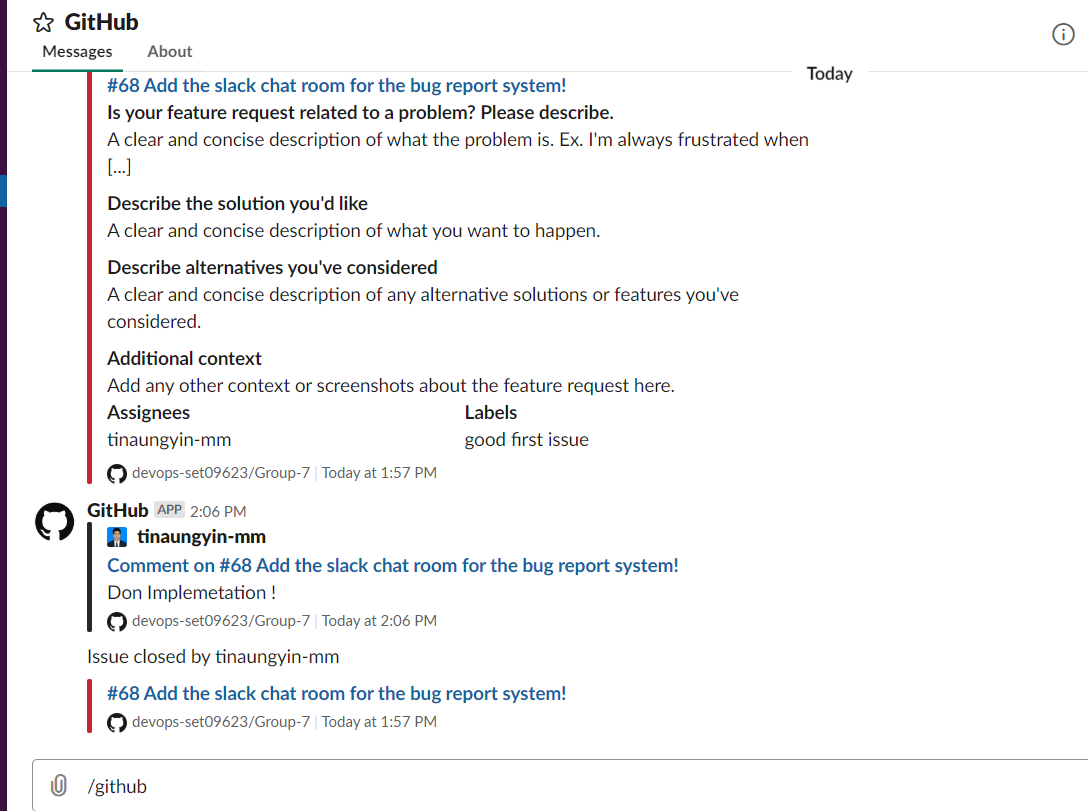 GitHub
Messages About
Today
#68 Add the slack chat room for the bug report system!
Is your feature request related to a problem? Please describe.
A clear and concise description of what the problem is. Ex. I'm always frustrated when
[...]
Describe the solution you'd like
A clear and concise description of what you want to happen.
Describe alternatives you've considered
A clear and concise description of any alternative solutions or features you've
considered.
Additional context
Add any other context or screenshots about the feature request here.
Assignees Labels
tinaungyin-mm good first issue
devops-set09623/Group-7 | Today at 1:57 PM
GitHub APP 2:06 PM
tinaungyin-mm
Comment on #68 Add the slack chat room for the bug report system!
Don Implemetation !
devops-set09623/Group-7 | Today at 2:06 PM
Issue closed by tinaungyin-mm
#68 Add the slack chat room for the bug report system!
devops-set09623/Group-7 | Today at 1:57 PM
/github